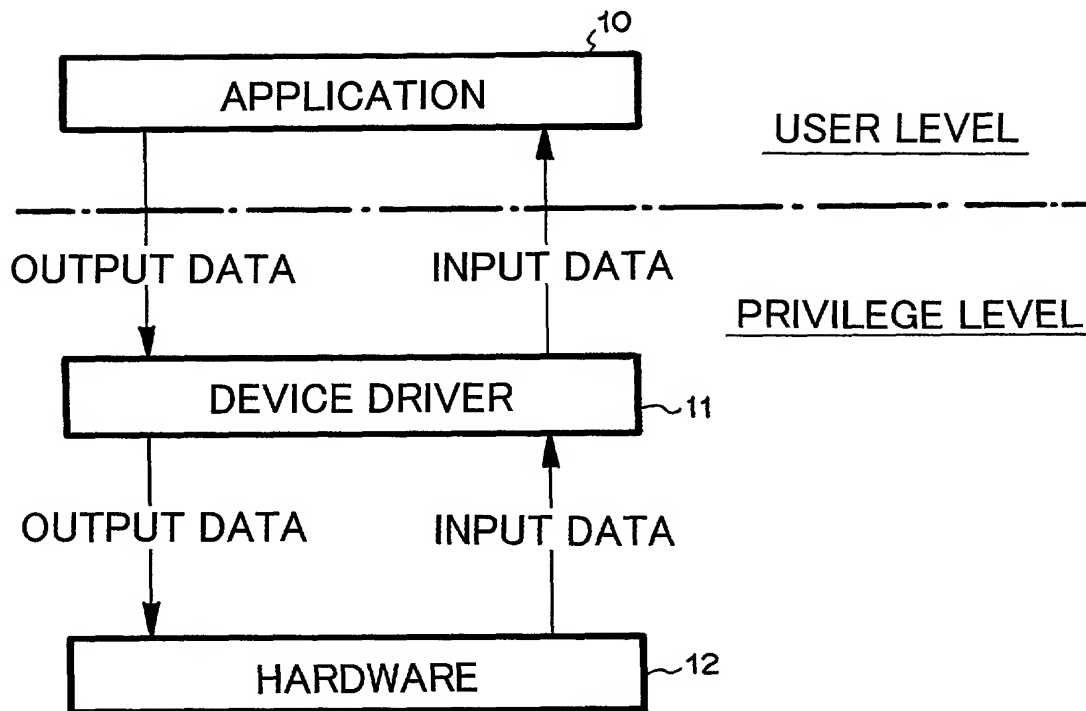 10
APPLICATION
USER LEVEL
OUTPUT DATA
INPUT DATA
PRIVILEGE LEVEL
DEVICE DRIVER
11
OUTPUT DATA
INPUT DATA
HARDWARE
12